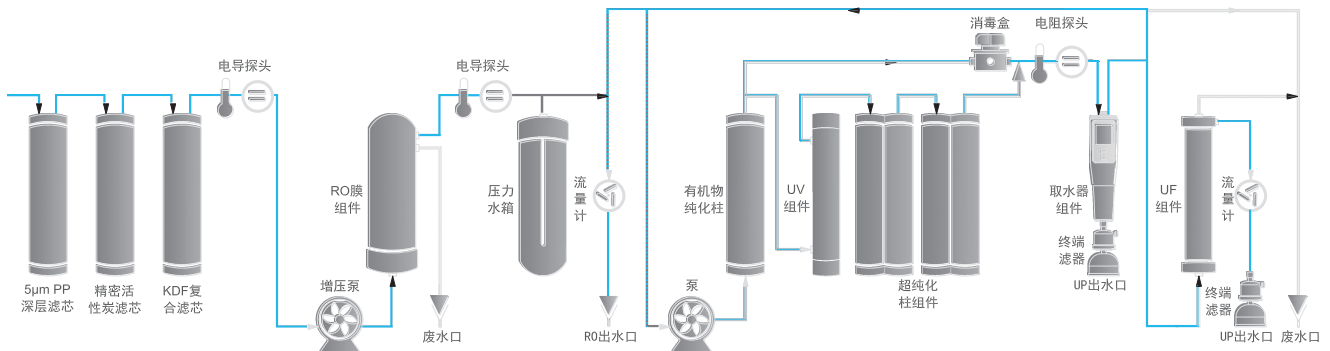 消毒盒
电阻探头
电导探头
电导探头
RO膜
组件
压力
水箱
流
量
计
有机物
纯化柱
UV
组件
取水器
组件
UF
组件
流
量
计
终端
滤器
5μm PP
深层滤芯
精密活
性炭滤芯
KDF复
合滤芯
增压泵
泵
超纯化
柱组件
UP出水口
终端
滤器
废水口
RO出水口
UP出水口
废水口